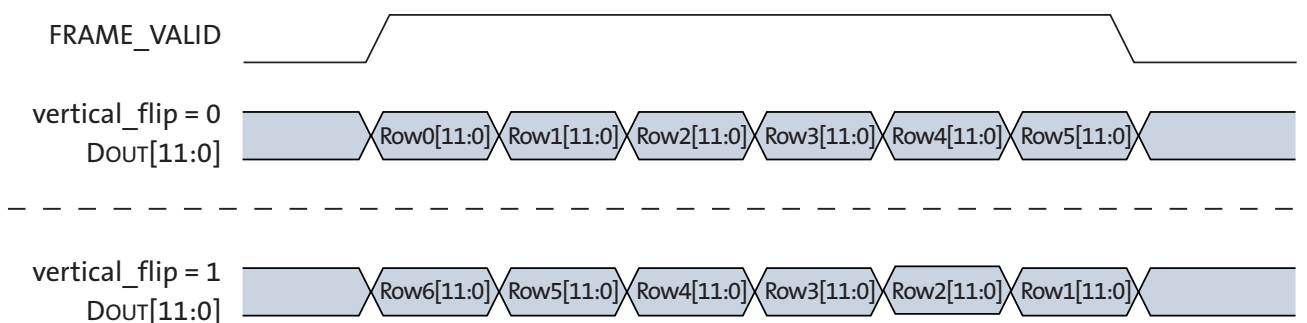 FRAME_VALID
vertical_flip = 0
DOUT[11:0]
Row0[11:0] Row1[11:0] Row2[11:0] Row3[11:0] Row4[11:0] Row5[11:0]
vertical_flip = 1
DOUT[11:0]
Row6[11:0] Row5[11:0] Row4[11:0] Row3[11:0] Row2[11:0] Row1[11:0]